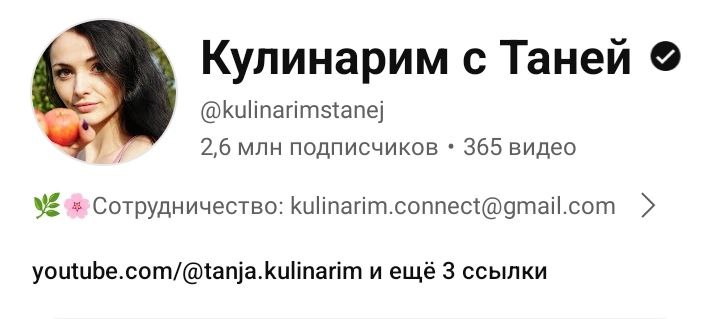 Кулинарим с Таней
@kulinarimstanej
2,6 млн подписчиков • 365 видео
🌿🌸Сотрудничество: kulinarim.connect@gmail.com
youtube.com/@tanja.kulinarim и ещё 3 ссылки